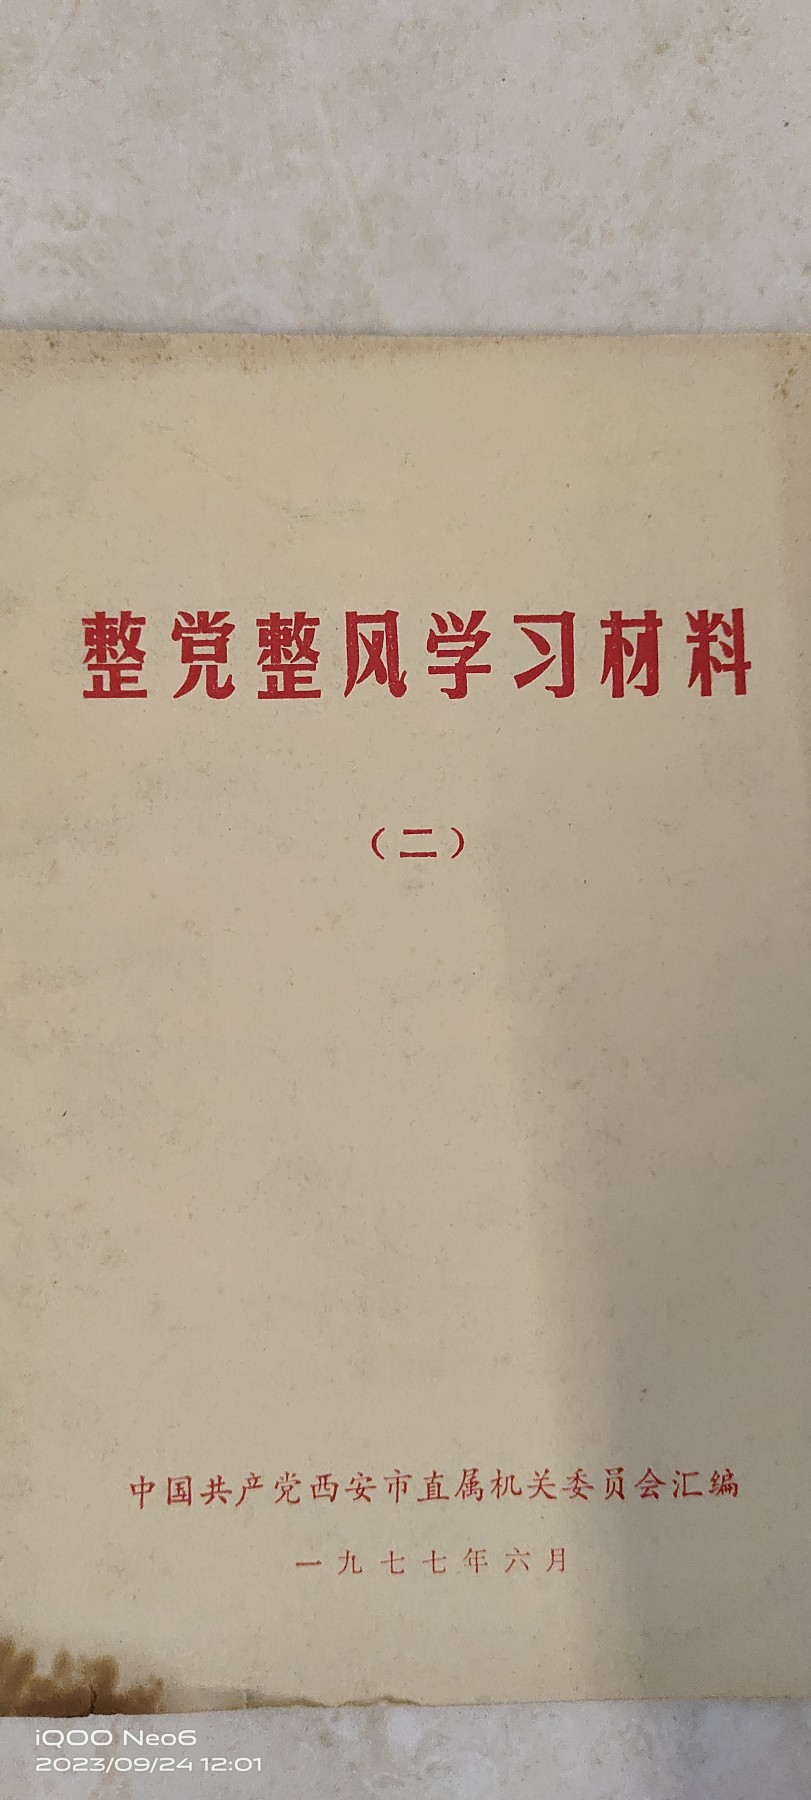 整党整风学习材料
（二）
中国共产党西安市直属机关委员会汇编
一九七七年六月
iQOO Neo6
2023/09/24 12:01